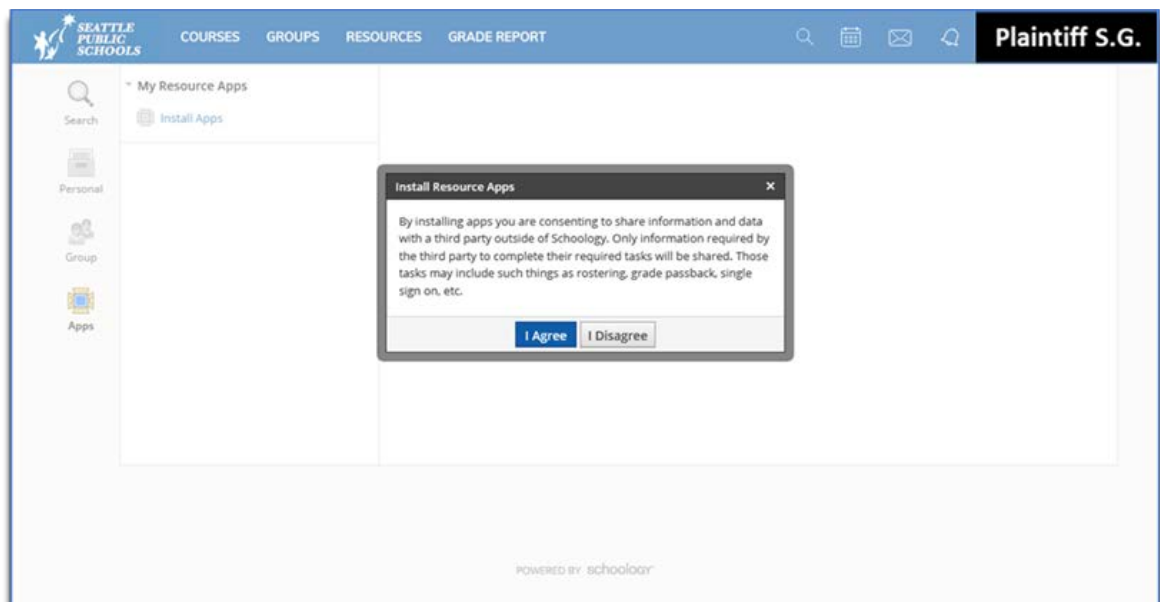 SEATTLE
PUBLIC
SCHOOLS
COURSES GROUPS RESOURCES GRADE REPORT
Plaintiff S.G.
Search
Personal
Group
Apps
My Resource Apps
Install Apps
Install Resource Apps ×
By installing apps you are consenting to share information and data
with a third party outside of Schoology. Only information required by
the third party to complete their required tasks will be shared. Those
tasks may include such things as rostering, grade passback, single
sign on, etc.
I Agree I Disagree
POWERED BY schoology